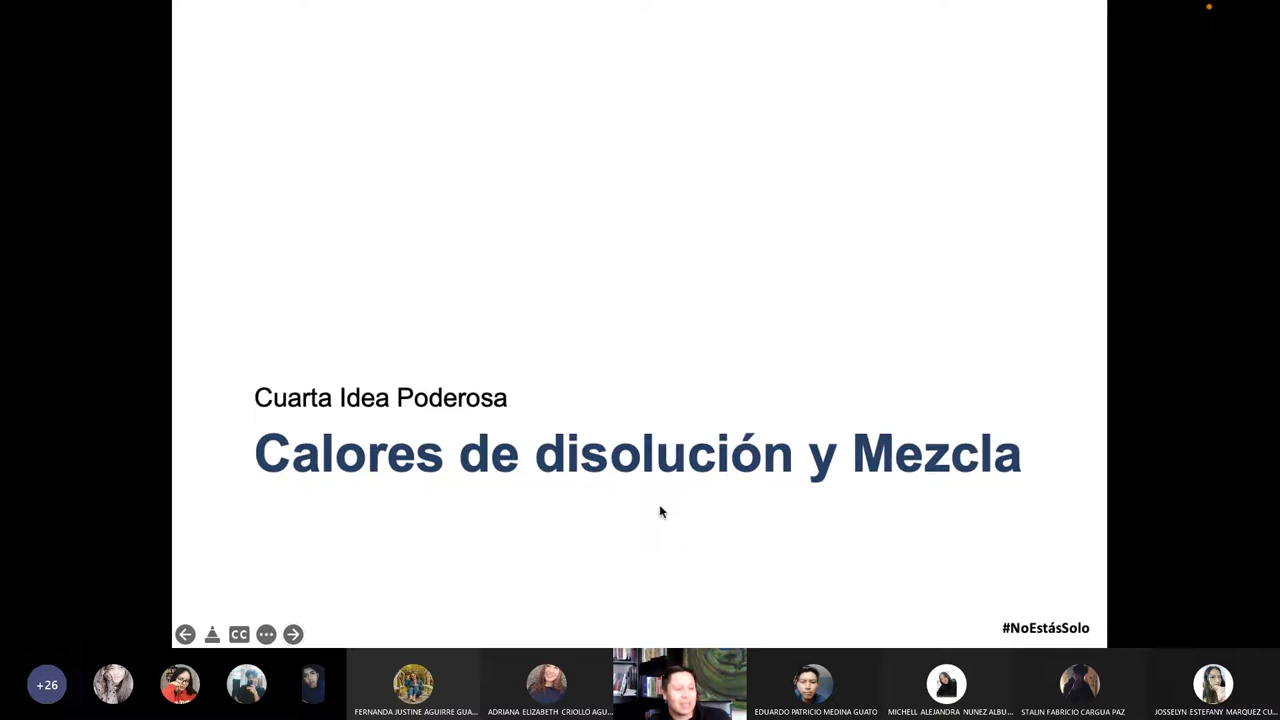 Cuarta Idea Poderosa
Calores de disolución y Mezcla
#NoEstásSolo
CC
+26
FERNANDA JUSTINE AGUIRRE GUA...
ADRIANA ELIZABETH CRIOLLO AGU...
EDUARDO PATRICIO MEDINA GUATO
MICHELL ALEJANDRA NUNEZ ALBU...
STALIN FABRICIO CARGUA PAZ
JOSSELYN ESTEFANY MARQUEZ CU...